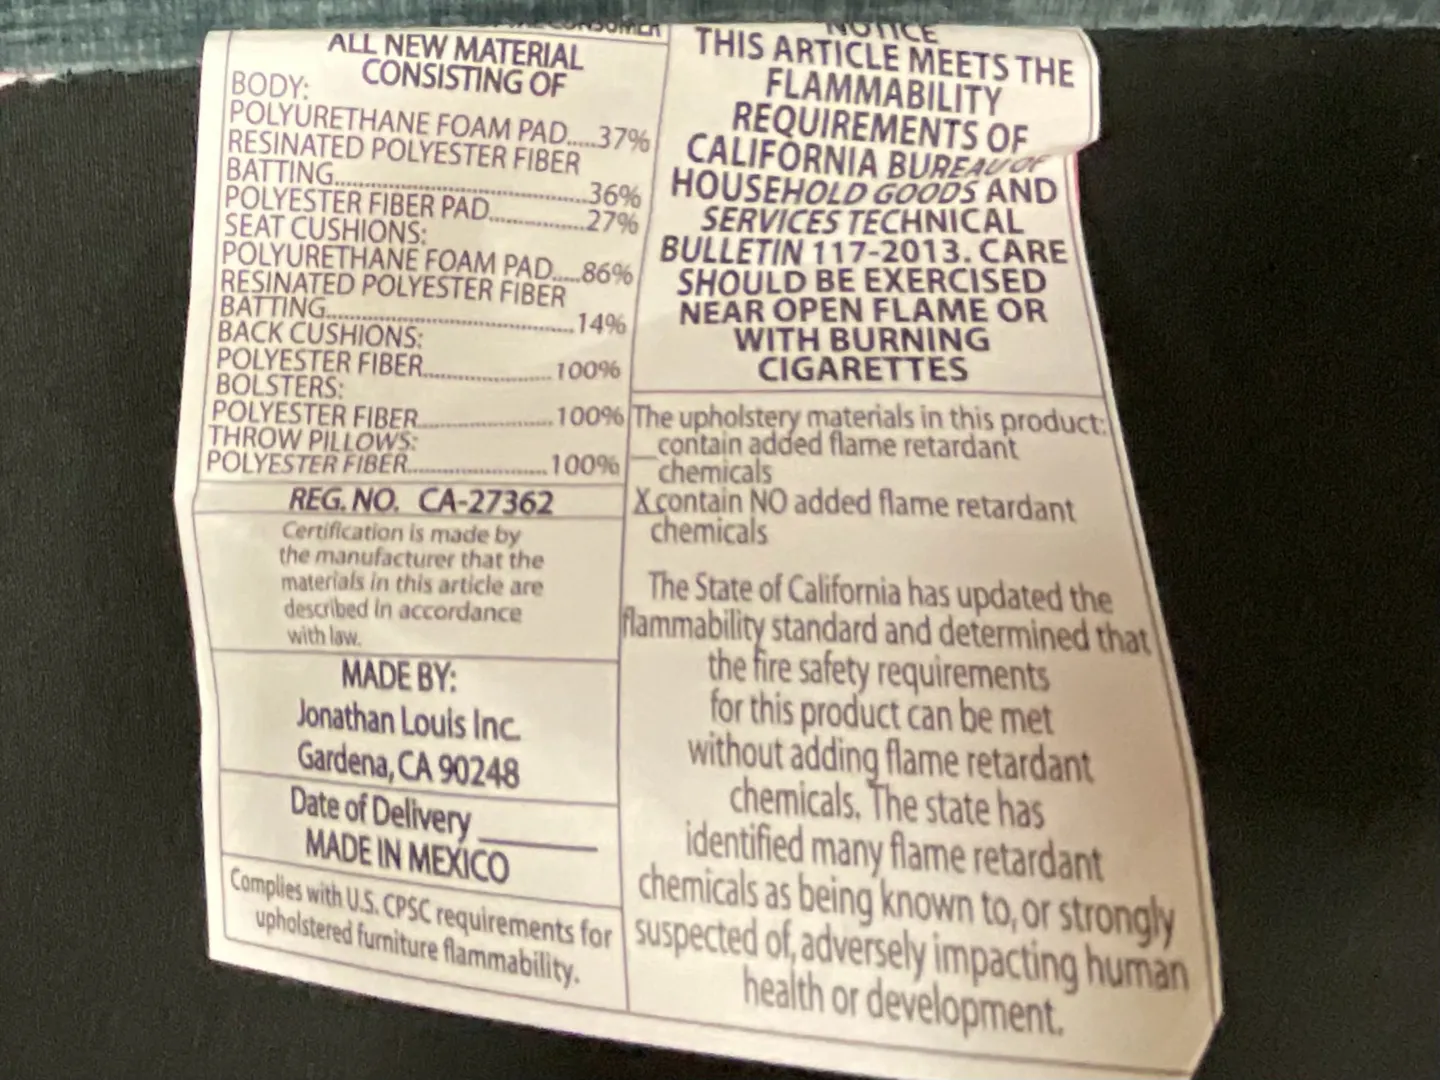 CONSUMER
ALL NEW MATERIAL
CONSISTING OF
BODY:
POLYURETHANE FOAM PAD.....37%
RESINATED POLYESTER FIBER
BATTING..............................36%
POLYESTER FIBER PAD..............27%
SEAT CUSHIONS:
POLYURETHANE FOAM PAD.....86%
RESINATED POLYESTER FIBER
BATTING..............................14%
BACK CUSHIONS:
POLYESTER FIBER....................100%
BOLSTERS:
POLYESTER FIBER....................100%
THROW PILLOWS:
POLYESTER FIBER....................100%
REG. NO. CA-27362
Certification is made by
the manufacturer that the
materials in this article are
described in accordance
with law.
MADE BY:
Jonathan Louis Inc.
Gardena, CA 90248
Date of Delivery ________
MADE IN MEXICO
Complies with U.S. CPSC requirements for
upholstered furniture flammability.
NOTICE
THIS ARTICLE MEETS THE
FLAMMABILITY
REQUIREMENTS OF
CALIFORNIA BUREAU OF
HOUSEHOLD GOODS AND
SERVICES TECHNICAL
BULLETIN 117-2013. CARE
SHOULD BE EXERCISED
NEAR OPEN FLAME OR
WITH BURNING
CIGARETTES
The upholstery materials in this product:
__contain added flame retardant
chemicals
X contain NO added flame retardant
chemicals
The State of California has updated the
flammability standard and determined that
the fire safety requirements
for this product can be met
without adding flame retardant
chemicals. The state has
identified many flame retardant
chemicals as being known to, or strongly
suspected of, adversely impacting human
health or development.